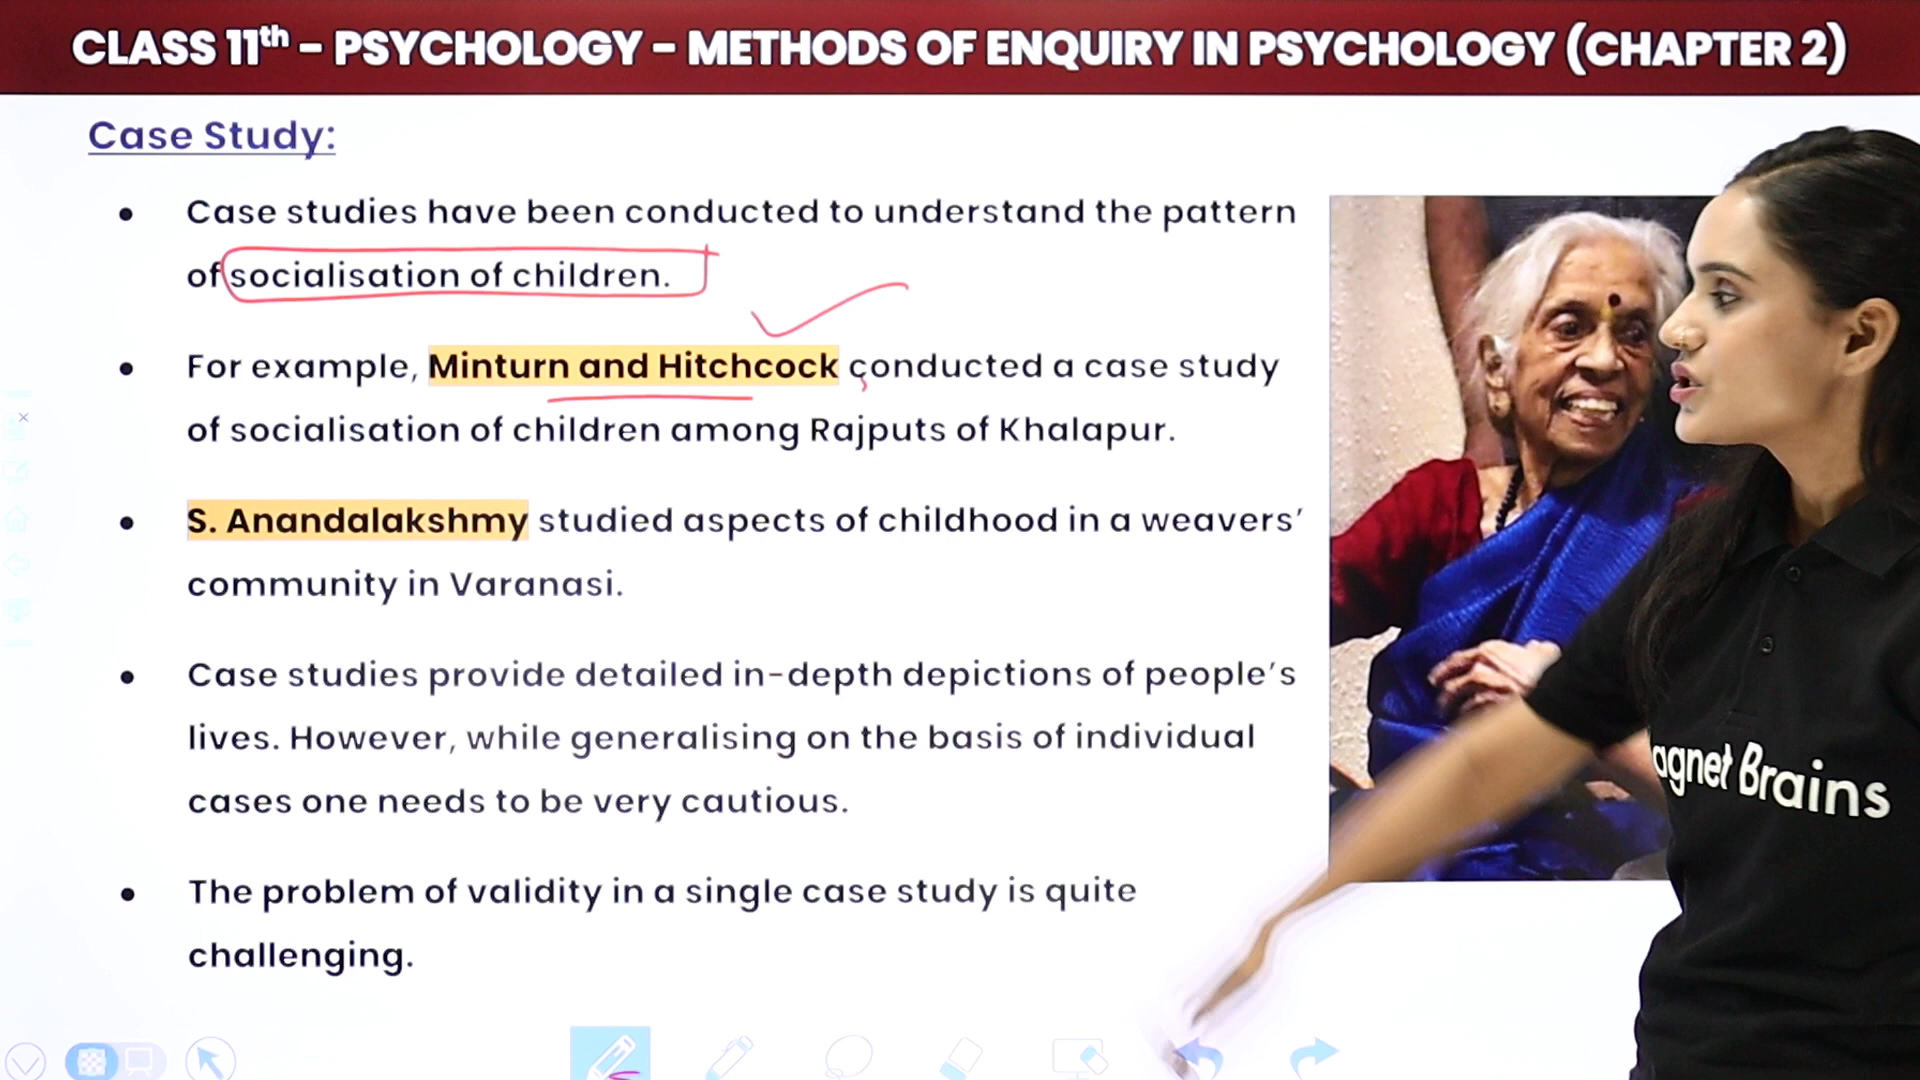 CLASS 11th – PSYCHOLOGY – METHODS OF ENQUIRY IN PSYCHOLOGY (CHAPTER 2)
Case Study:
• Case studies have been conducted to understand the pattern
of socialisation of children.
• For example, Minturn and Hitchcock conducted a case study
of socialisation of children among Rajputs of Khalapur.
• S. Anandalakshmy studied aspects of childhood in a weavers’
community in Varanasi.
• Case studies provide detailed in-depth depictions of people’s
lives. However, while generalising on the basis of individual
cases one needs to be very cautious.
• The problem of validity in a single case study is quite
challenging.
agnet Brains